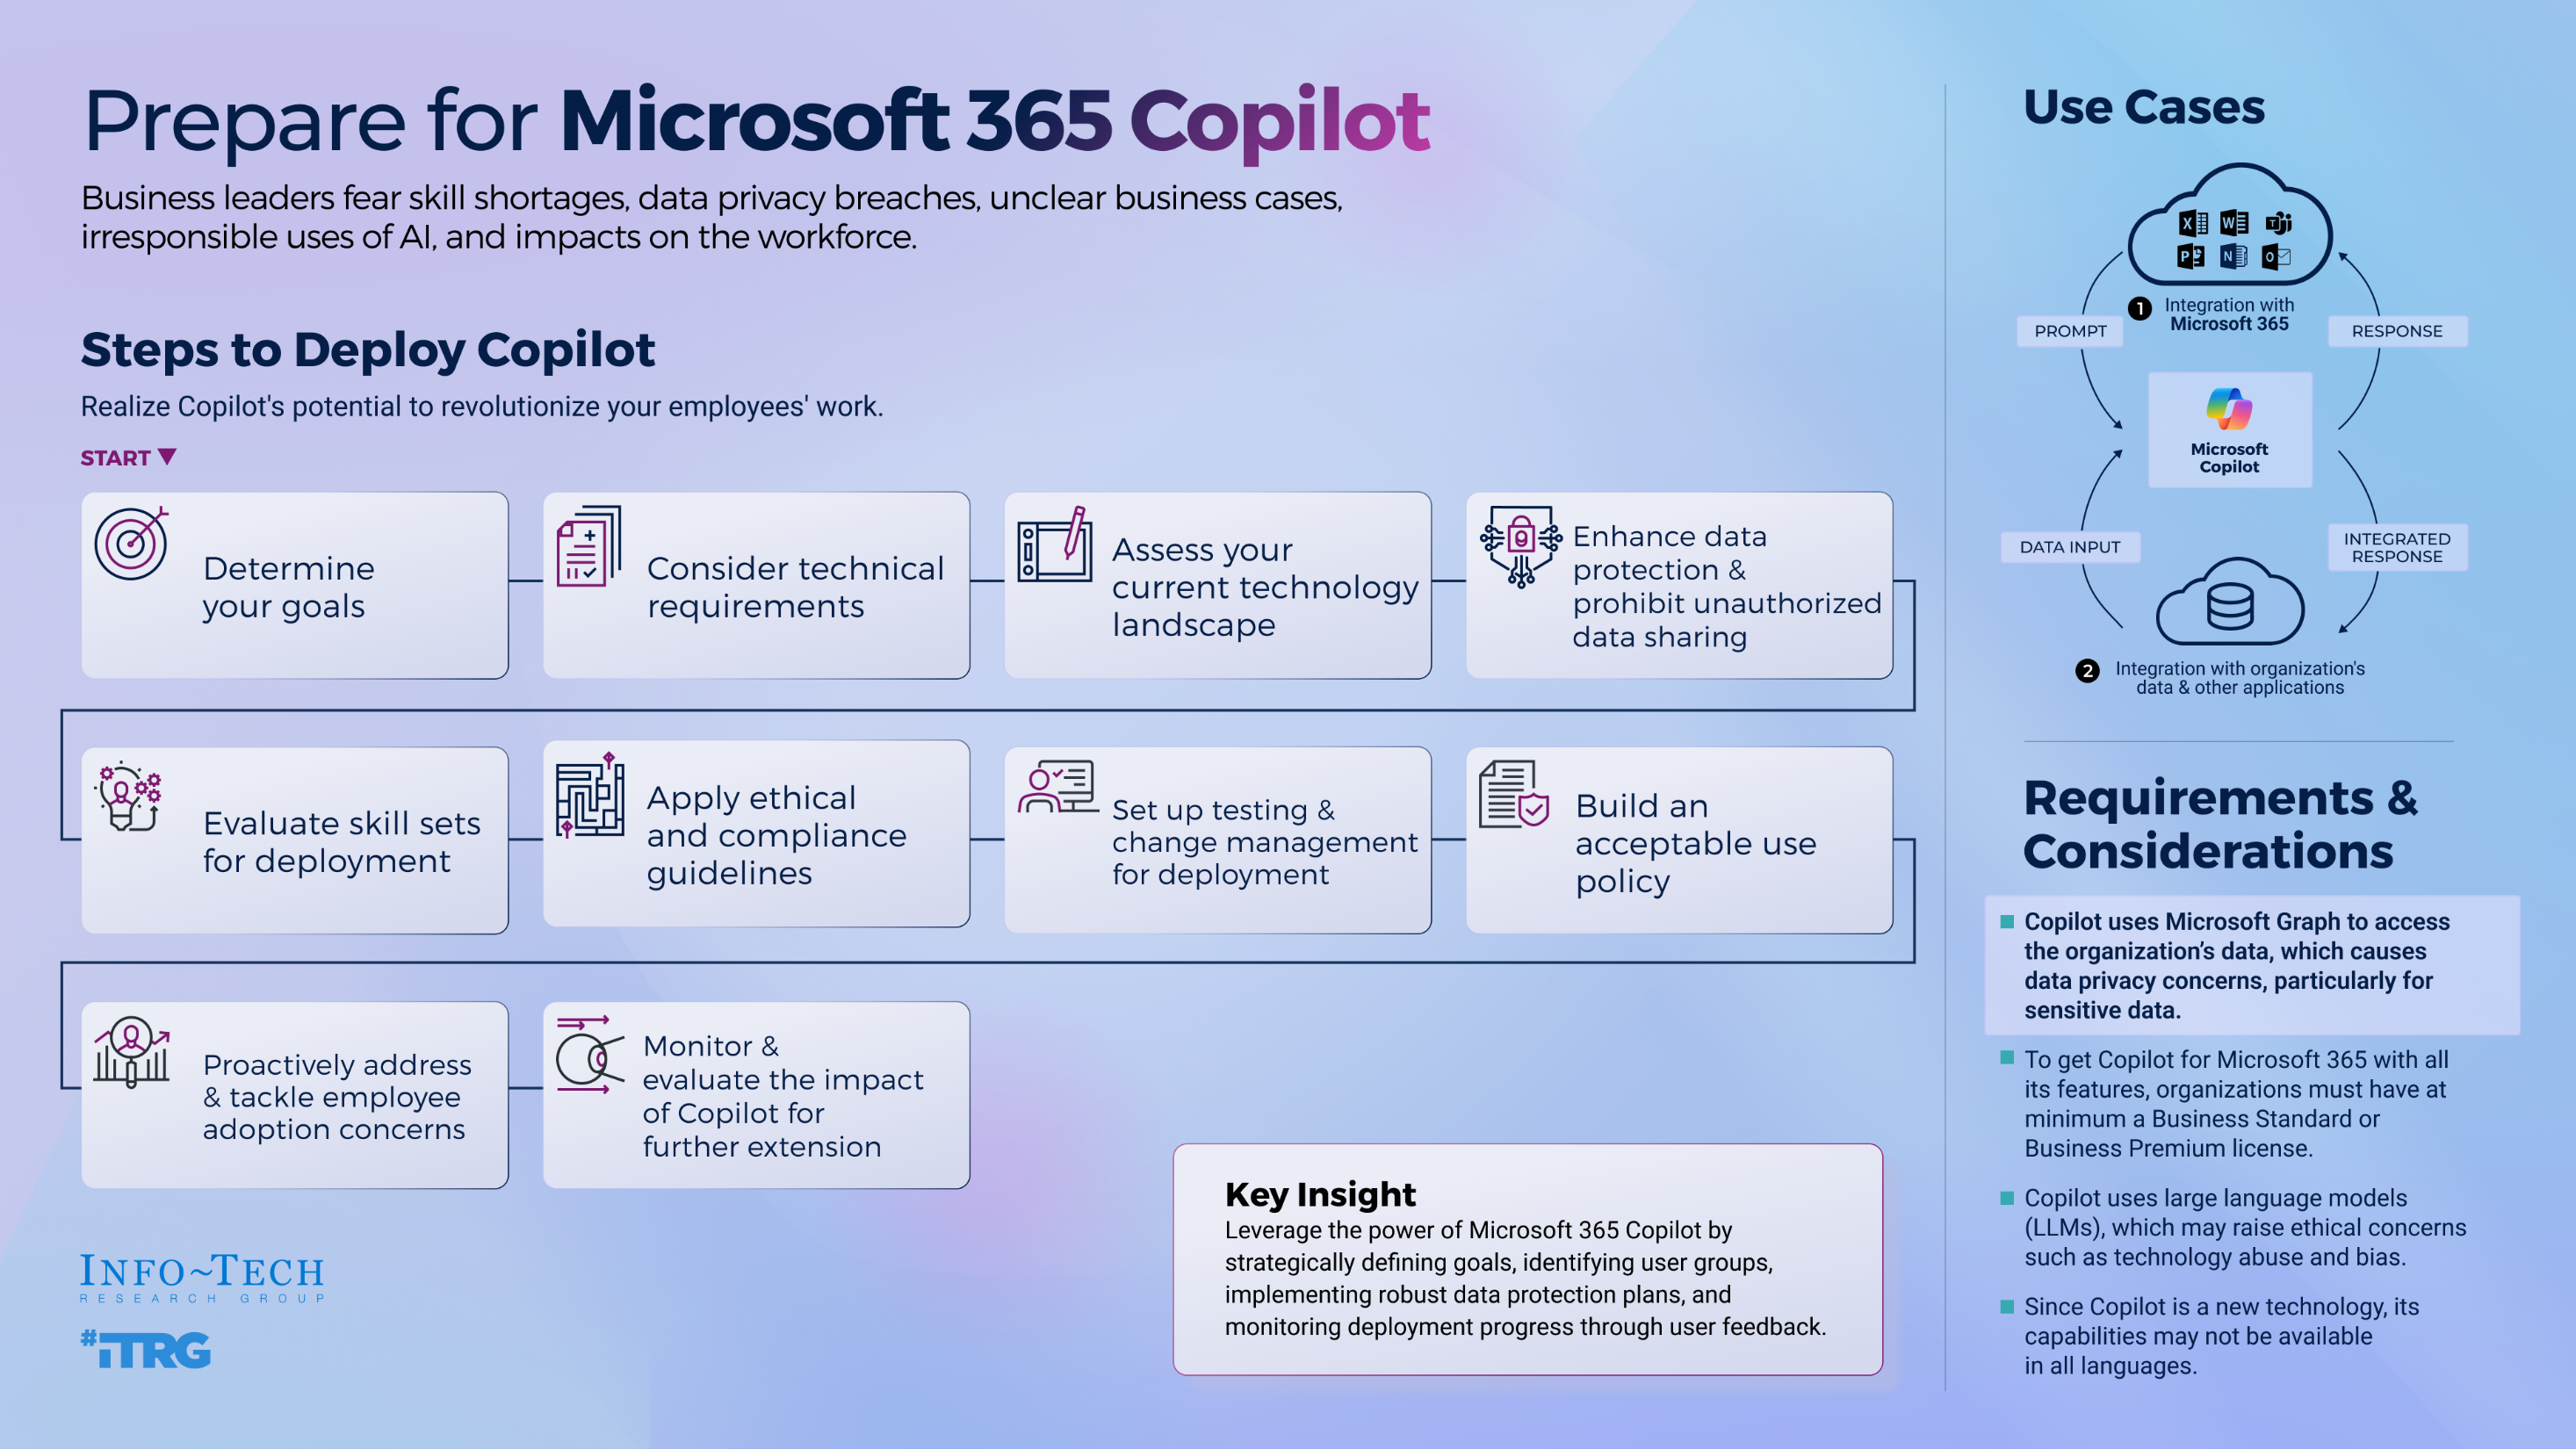 Prepare for Microsoft 365 Copilot
Business leaders fear skill shortages, data privacy breaches, unclear business cases,
irresponsible uses of AI, and impacts on the workforce.
Steps to Deploy Copilot
Realize Copilot's potential to revolutionize your employees' work.
START
Determine
your goals
Consider technical
requirements
Assess your
current technology
landscape
Enhance data
protection &
prohibit unauthorized
data sharing
Evaluate skill sets
for deployment
Apply ethical
and compliance
guidelines
Set up testing &
change management
for deployment
Build an
acceptable use
policy
Proactively address
& tackle employee
adoption concerns
Monitor &
evaluate the impact
of Copilot for
further extension
Key Insight
Leverage the power of Microsoft 365 Copilot by
strategically defining goals, identifying user groups,
implementing robust data protection plans, and
monitoring deployment progress through user feedback.
INFO~TECH
RESEARCH GROUP
#iTRG
Use Cases
X W T
P N O
1 Integration with
Microsoft 365
PROMPT
RESPONSE
Microsoft
Copilot
DATA INPUT
INTEGRATED
RESPONSE
2 Integration with organization's
data & other applications
Requirements &
Considerations
Copilot uses Microsoft Graph to access
the organization’s data, which causes
data privacy concerns, particularly for
sensitive data.
To get Copilot for Microsoft 365 with all
its features, organizations must have at
minimum a Business Standard or
Business Premium license.
Copilot uses large language models
(LLMs), which may raise ethical concerns
such as technology abuse and bias.
Since Copilot is a new technology, its
capabilities may not be available
in all languages.